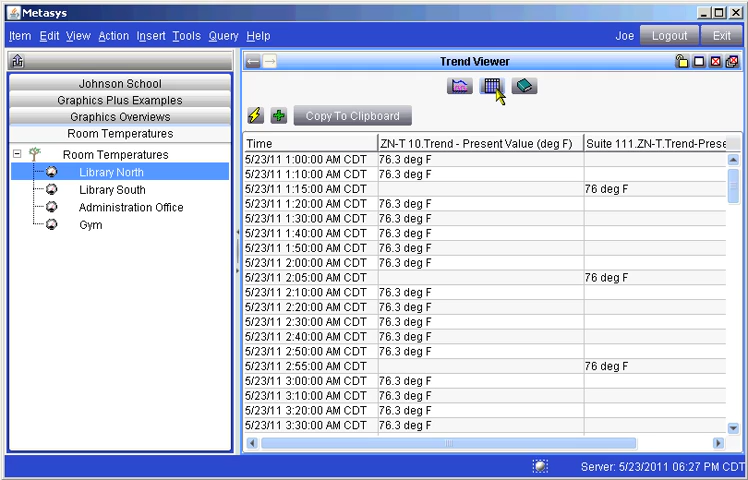 Metasys
Item Edit View Action Insert Tools Query Help Joe Logout Exit
Johnson School
Graphics Plus Examples
Graphics Overviews
Room Temperatures
Room Temperatures
Library North
Library South
Administration Office
Gym
Trend Viewer
Copy To Clipboard
Time ZN-T 10.Trend - Present Value (deg F) Suite 111.ZN-T.Trend-Prese
5/23/11 1:00:00 AM CDT 76.3 deg F
5/23/11 1:10:00 AM CDT 76.3 deg F
5/23/11 1:15:00 AM CDT 76 deg F
5/23/11 1:20:00 AM CDT 76.3 deg F
5/23/11 1:30:00 AM CDT 76.3 deg F
5/23/11 1:40:00 AM CDT 76.3 deg F
5/23/11 1:50:00 AM CDT 76.3 deg F
5/23/11 2:00:00 AM CDT 76.3 deg F
5/23/11 2:05:00 AM CDT 76 deg F
5/23/11 2:10:00 AM CDT 76.3 deg F
5/23/11 2:20:00 AM CDT 76.3 deg F
5/23/11 2:30:00 AM CDT 76.3 deg F
5/23/11 2:40:00 AM CDT 76.3 deg F
5/23/11 2:50:00 AM CDT 76.3 deg F
5/23/11 2:55:00 AM CDT 76 deg F
5/23/11 3:00:00 AM CDT 76.3 deg F
5/23/11 3:10:00 AM CDT 76.3 deg F
5/23/11 3:20:00 AM CDT 76.3 deg F
5/23/11 3:30:00 AM CDT 76.3 deg F
Server: 5/23/2011 06:27 PM CDT